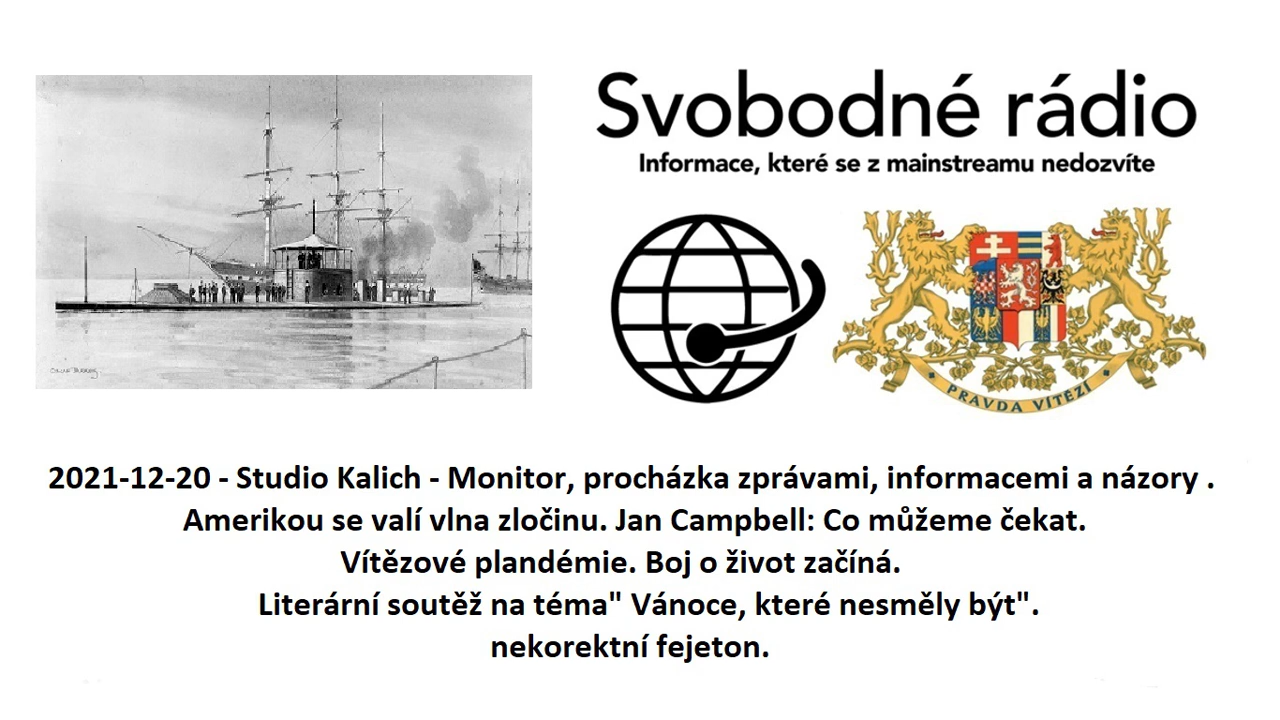 Svobodné rádio
Informace, které se z mainstreamu nedozvíte
PRAVDA VÍTĚZÍ
2021-12-20 - Studio Kalich - Monitor, procházka zprávami, informacemi a názory .
Amerikou se valí vlna zločinu. Jan Campbell: Co můžeme čekat.
Vítězové plandémie. Boj o život začíná.
Literární soutěž na téma" Vánoce, které nesměly být".
nekorektní fejeton.